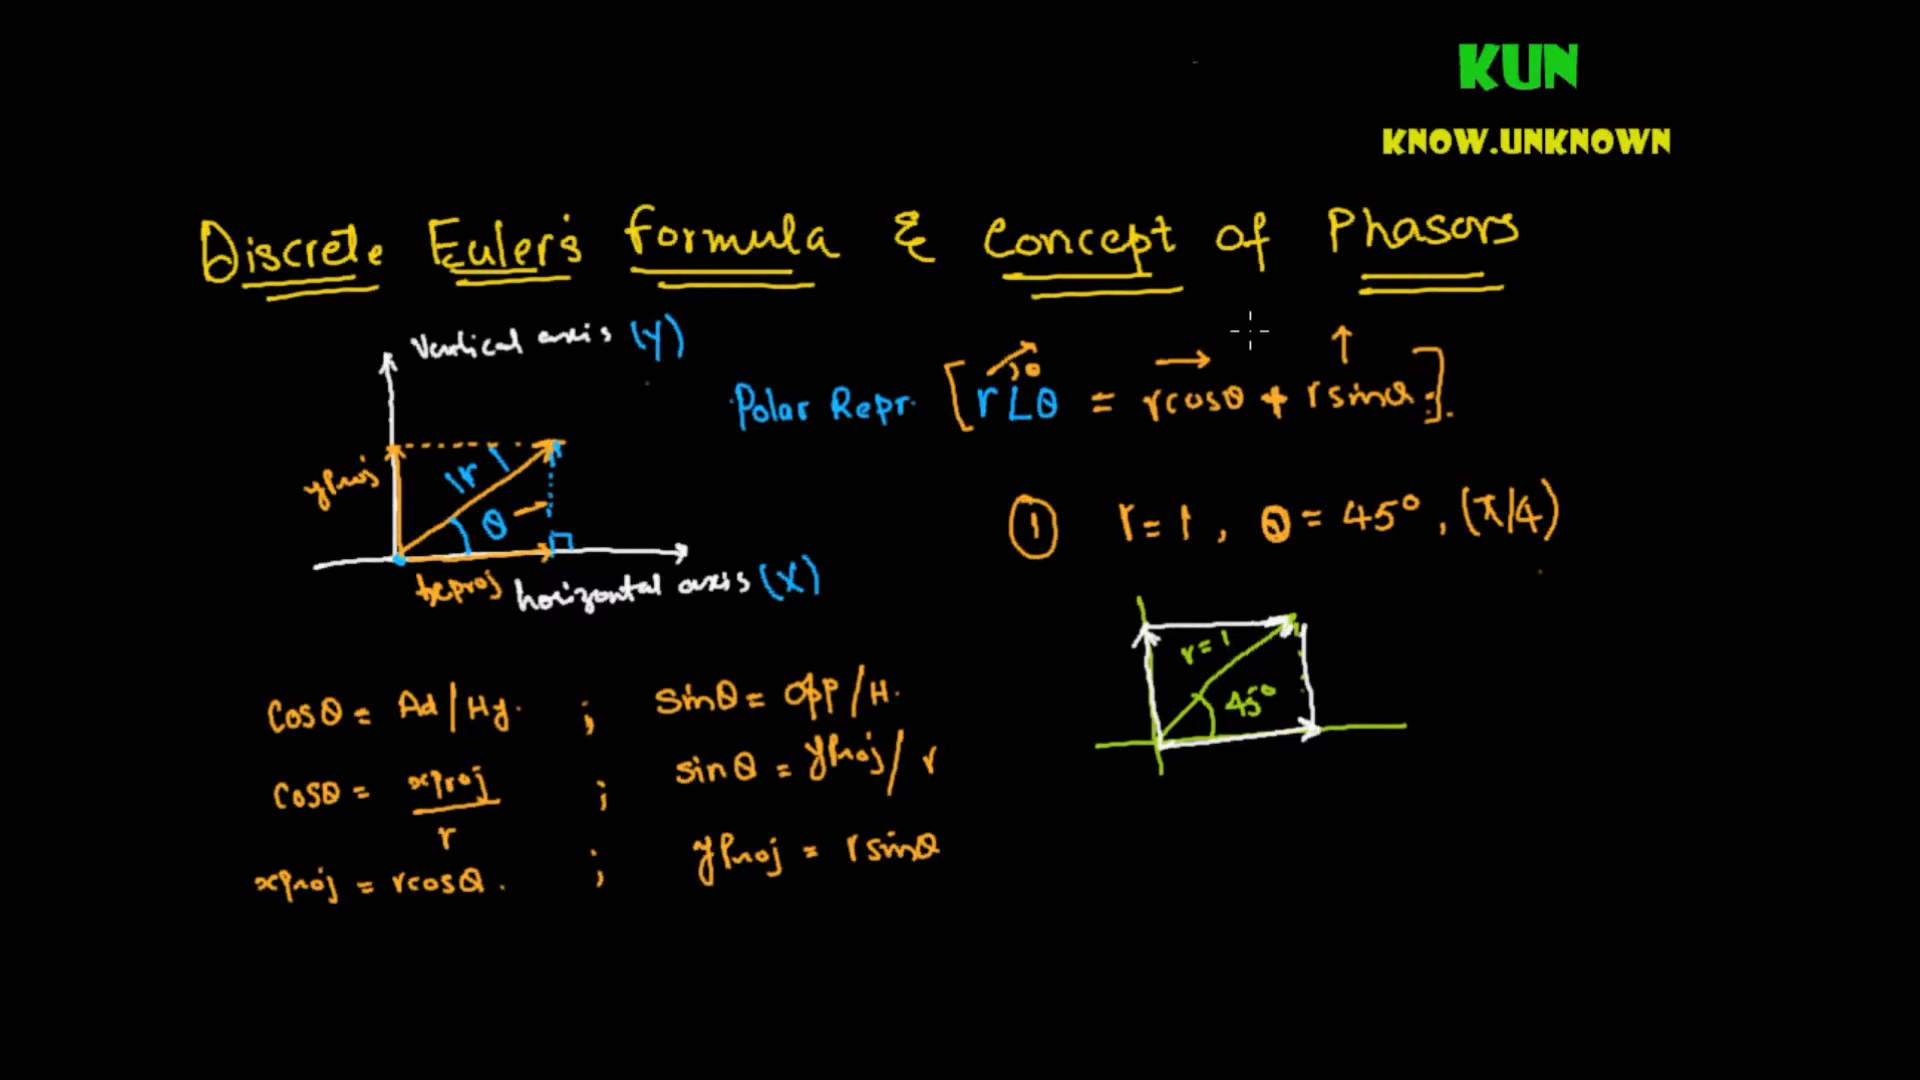 KUN
KNOW.UNKNOWN
Discrete Euler's formula & Concept of Phasors
Vertical axis (Y)
θ
Polar Repr. [r∠θ = rcosθ + rsinθ].
r
yProj
θ
① r = 1, θ = 45°, (π/4)
xproj
horizontal axis (X)
r = 1
45°
Cosθ = Ad/Hy. ; Sinθ = opp/H.
Cosθ = xproj/r ; sinθ = yProj/r
xproj = rcosθ. ; yProj = rsinθ